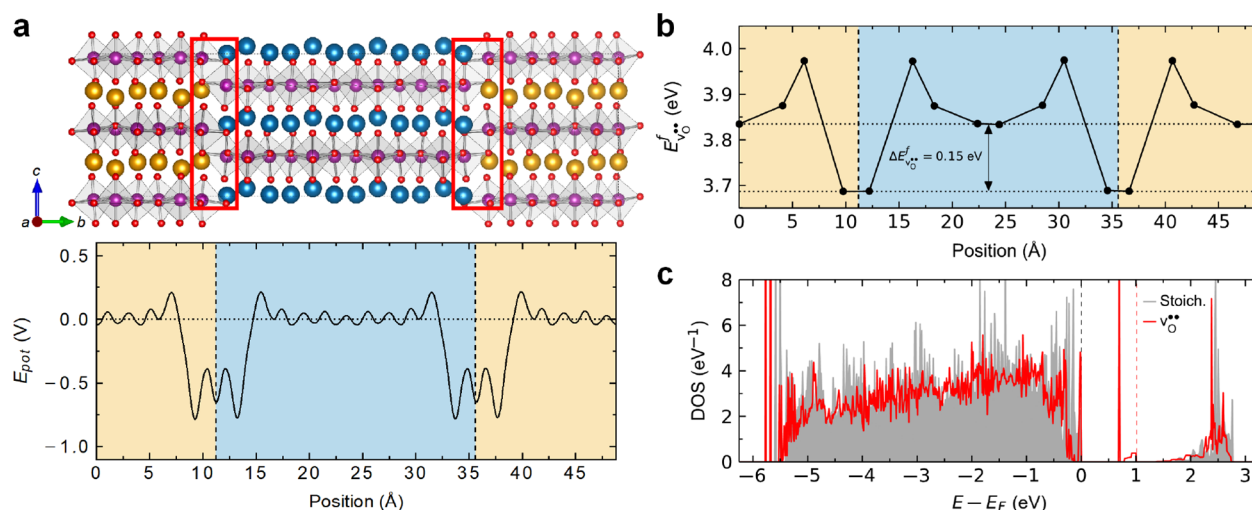 a
c
a
b
0.5
0.0
−0.5
−1.0
E_pot (V)
0 5 10 15 20 25 30 35 40 45
Position (Å)
b
4.0
3.9
3.8
3.7
E^f_{v_O^{••}} (eV)
ΔE^f_{v_O^{••}} = 0.15 eV
0 5 10 15 20 25 30 35 40 45
Position (Å)
c
8
6
4
2
0
DOS (eV⁻¹)
Stoich.
v_O^{••}
−6 −5 −4 −3 −2 −1 0 1 2 3
E − E_F (eV)